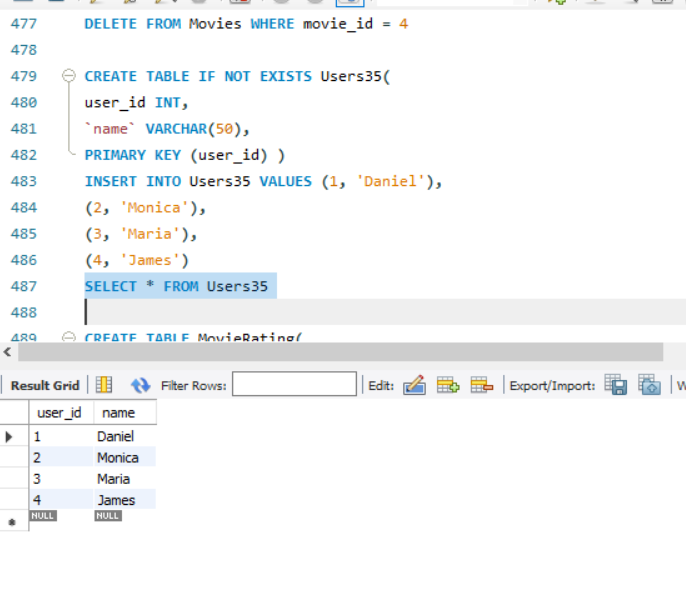 477 DELETE FROM Movies WHERE movie_id = 4
478
479 CREATE TABLE IF NOT EXISTS Users35(
480 user_id INT,
481 `name` VARCHAR(50),
482 PRIMARY KEY (user_id) )
483 INSERT INTO Users35 VALUES (1, 'Daniel'),
484 (2, 'Monica'),
485 (3, 'Maria'),
486 (4, 'James')
487 SELECT * FROM Users35
488
489 CREATE TABLE MovieRating(
Result Grid Filter Rows: Edit: Export/Import: W
user_id name
1 Daniel
2 Monica
3 Maria
4 James
NULL NULL